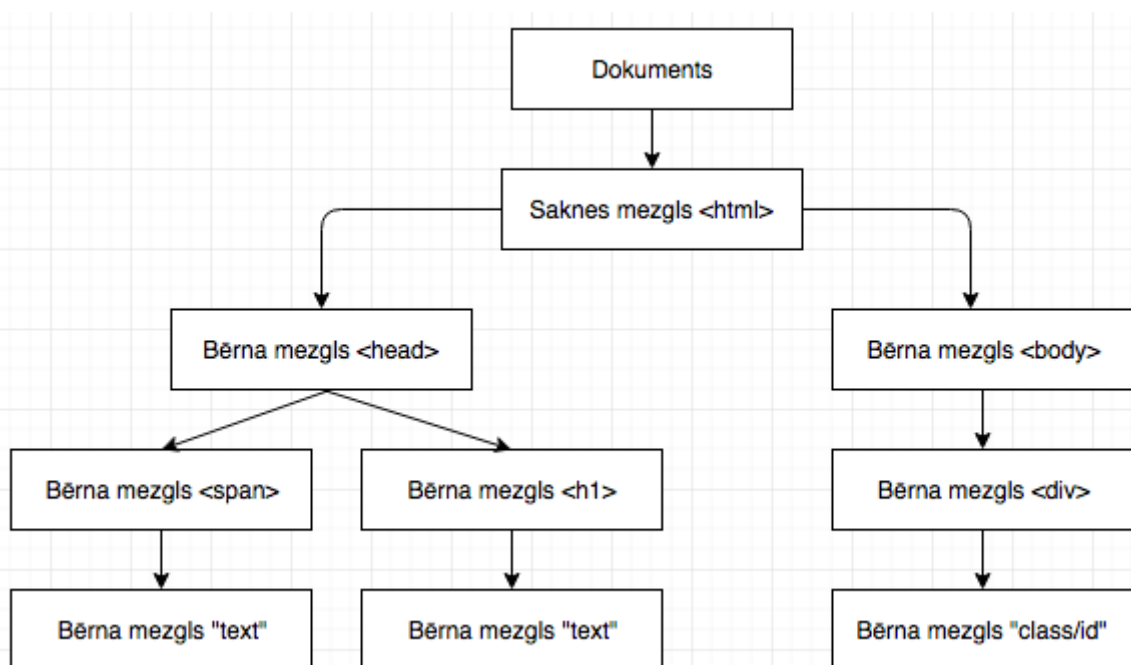 Dokuments
Saknes mezgls <html>
Bērna mezgls <head>
Bērna mezgls <body>
Bērna mezgls <span>
Bērna mezgls <h1>
Bērna mezgls <div>
Bērna mezgls "text"
Bērna mezgls "text"
Bērna mezgls "class/id"